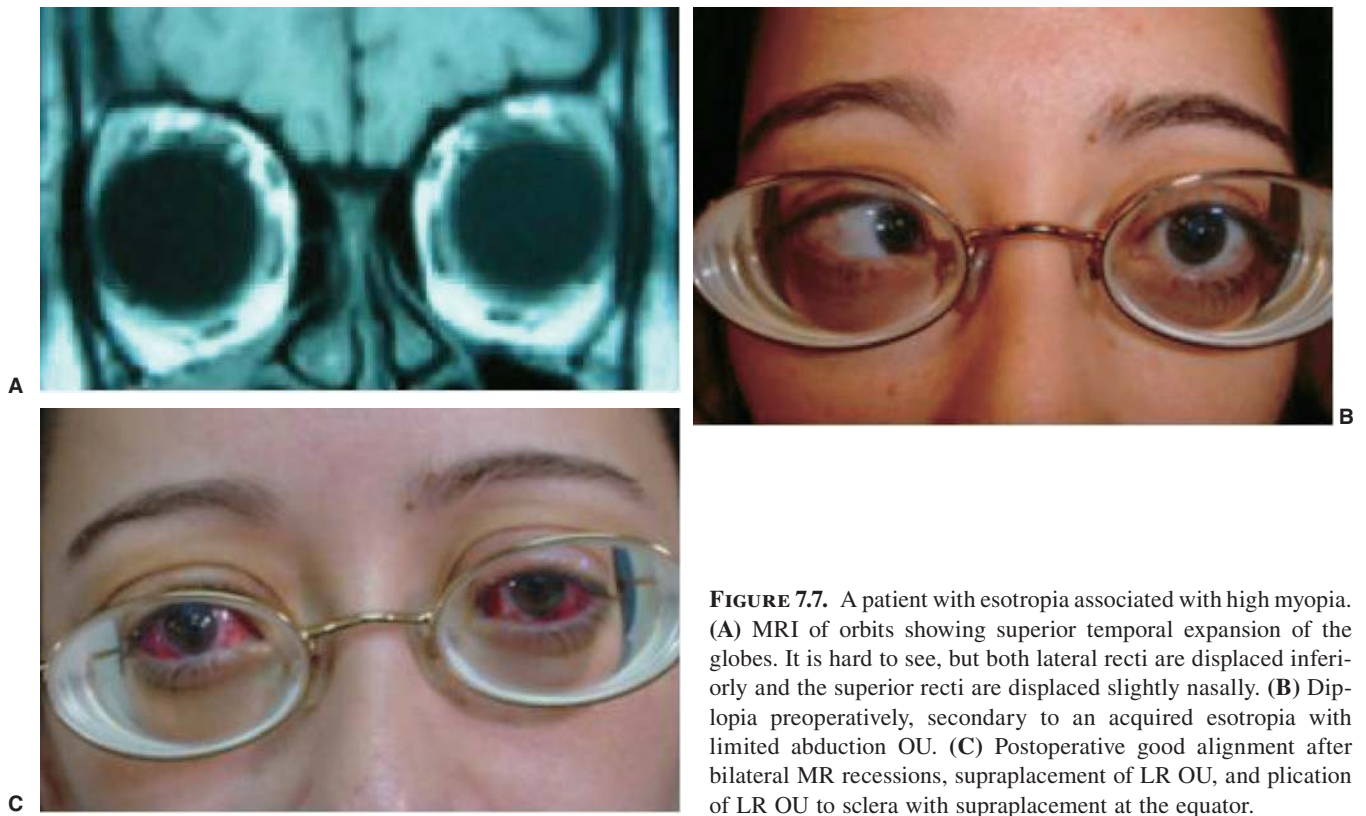 A
B
C
FIGURE 7.7. A patient with esotropia associated with high myopia.
(A) MRI of orbits showing superior temporal expansion of the
globes. It is hard to see, but both lateral recti are displaced inferi-
orly and the superior recti are displaced slightly nasally. (B) Dip-
lopia preoperatively, secondary to an acquired esotropia with
limited abduction OU. (C) Postoperative good alignment after
bilateral MR recessions, supraplacement of LR OU, and plication
of LR OU to sclera with supraplacement at the equator.